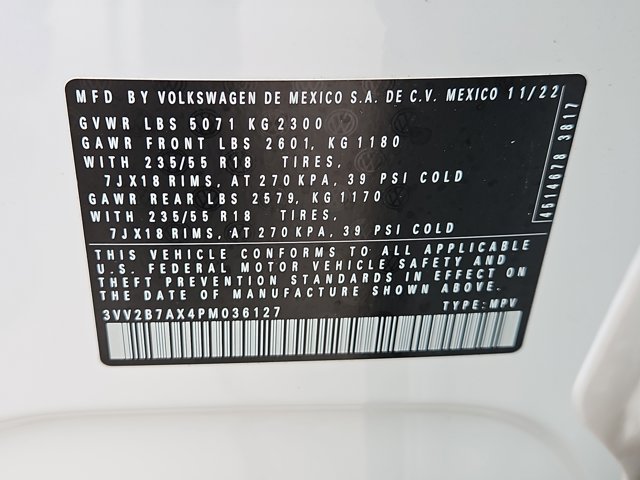 MFD BY VOLKSWAGEN DE MEXICO S.A. DE C.V. MEXICO 11/22
GVWR LBS 5071 KG 2300
GAWR FRONT LBS 2601, KG 1180
WITH 235/55 R18 TIRES,
7JX18 RIMS, AT 270 KPA, 39 PSI COLD
GAWR REAR LBS 2579, KG 1170
WITH 235/55 R18 TIRES,
7JX18 RIMS, AT 270 KPA, 39 PSI COLD
THIS VEHICLE CONFORMS TO ALL APPLICABLE
U.S. FEDERAL MOTOR VEHICLE SAFETY AND
THEFT PREVENTION STANDARDS IN EFFECT ON
THE DATE OF MANUFACTURE SHOWN ABOVE.
3VV2B7AX4PM036127 TYPE: MPV
4514678 3817